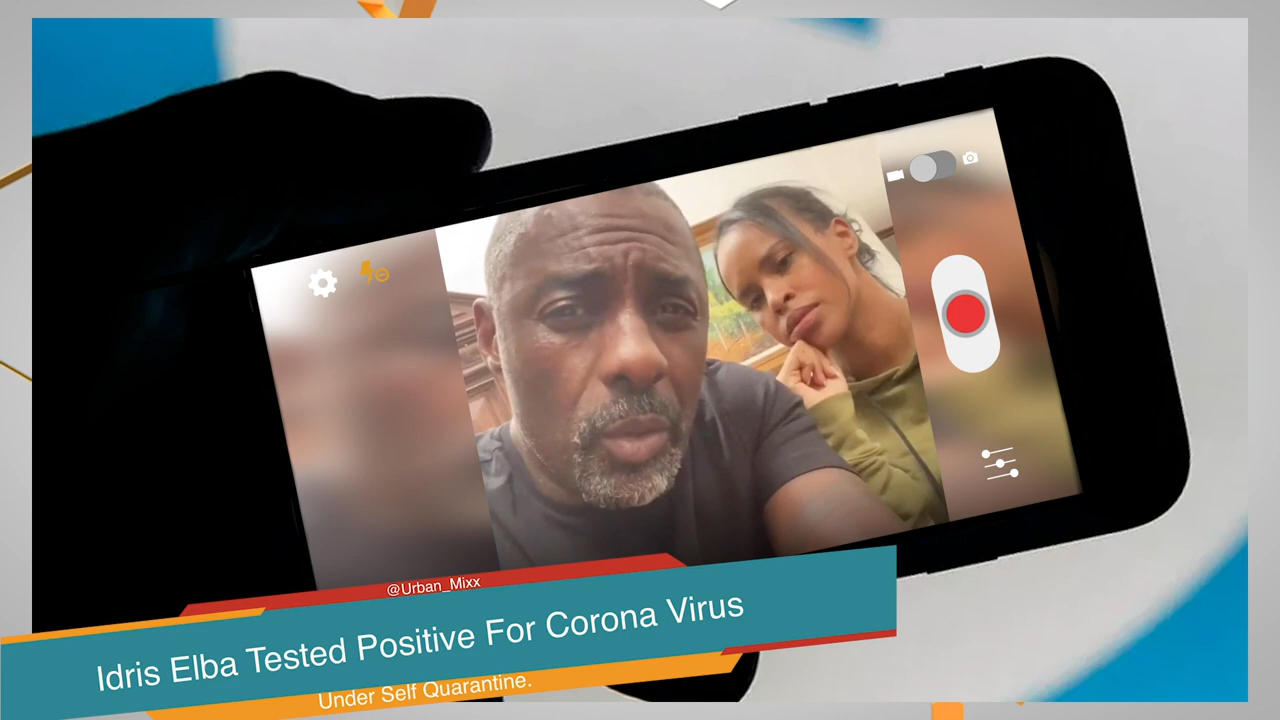 @Urban_Mixx
Idris Elba Tested Positive For Corona Virus
Under Self Quarantine.